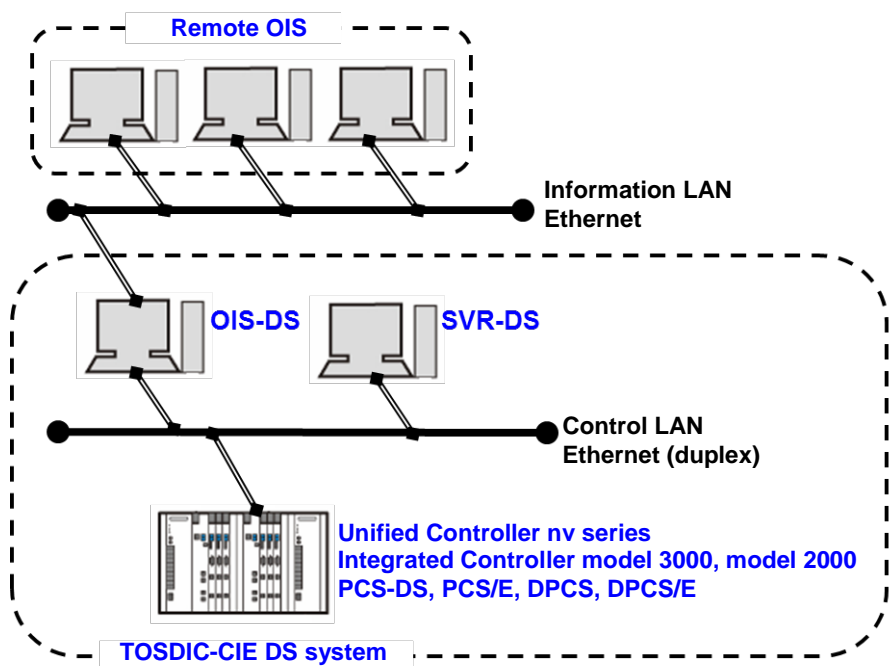 Remote OIS
Information LAN
Ethernet
OIS-DS
SVR-DS
Control LAN
Ethernet (duplex)
Unified Controller nv series
Integrated Controller model 3000, model 2000
PCS-DS, PCS/E, DPCS, DPCS/E
TOSDIC-CIE DS system